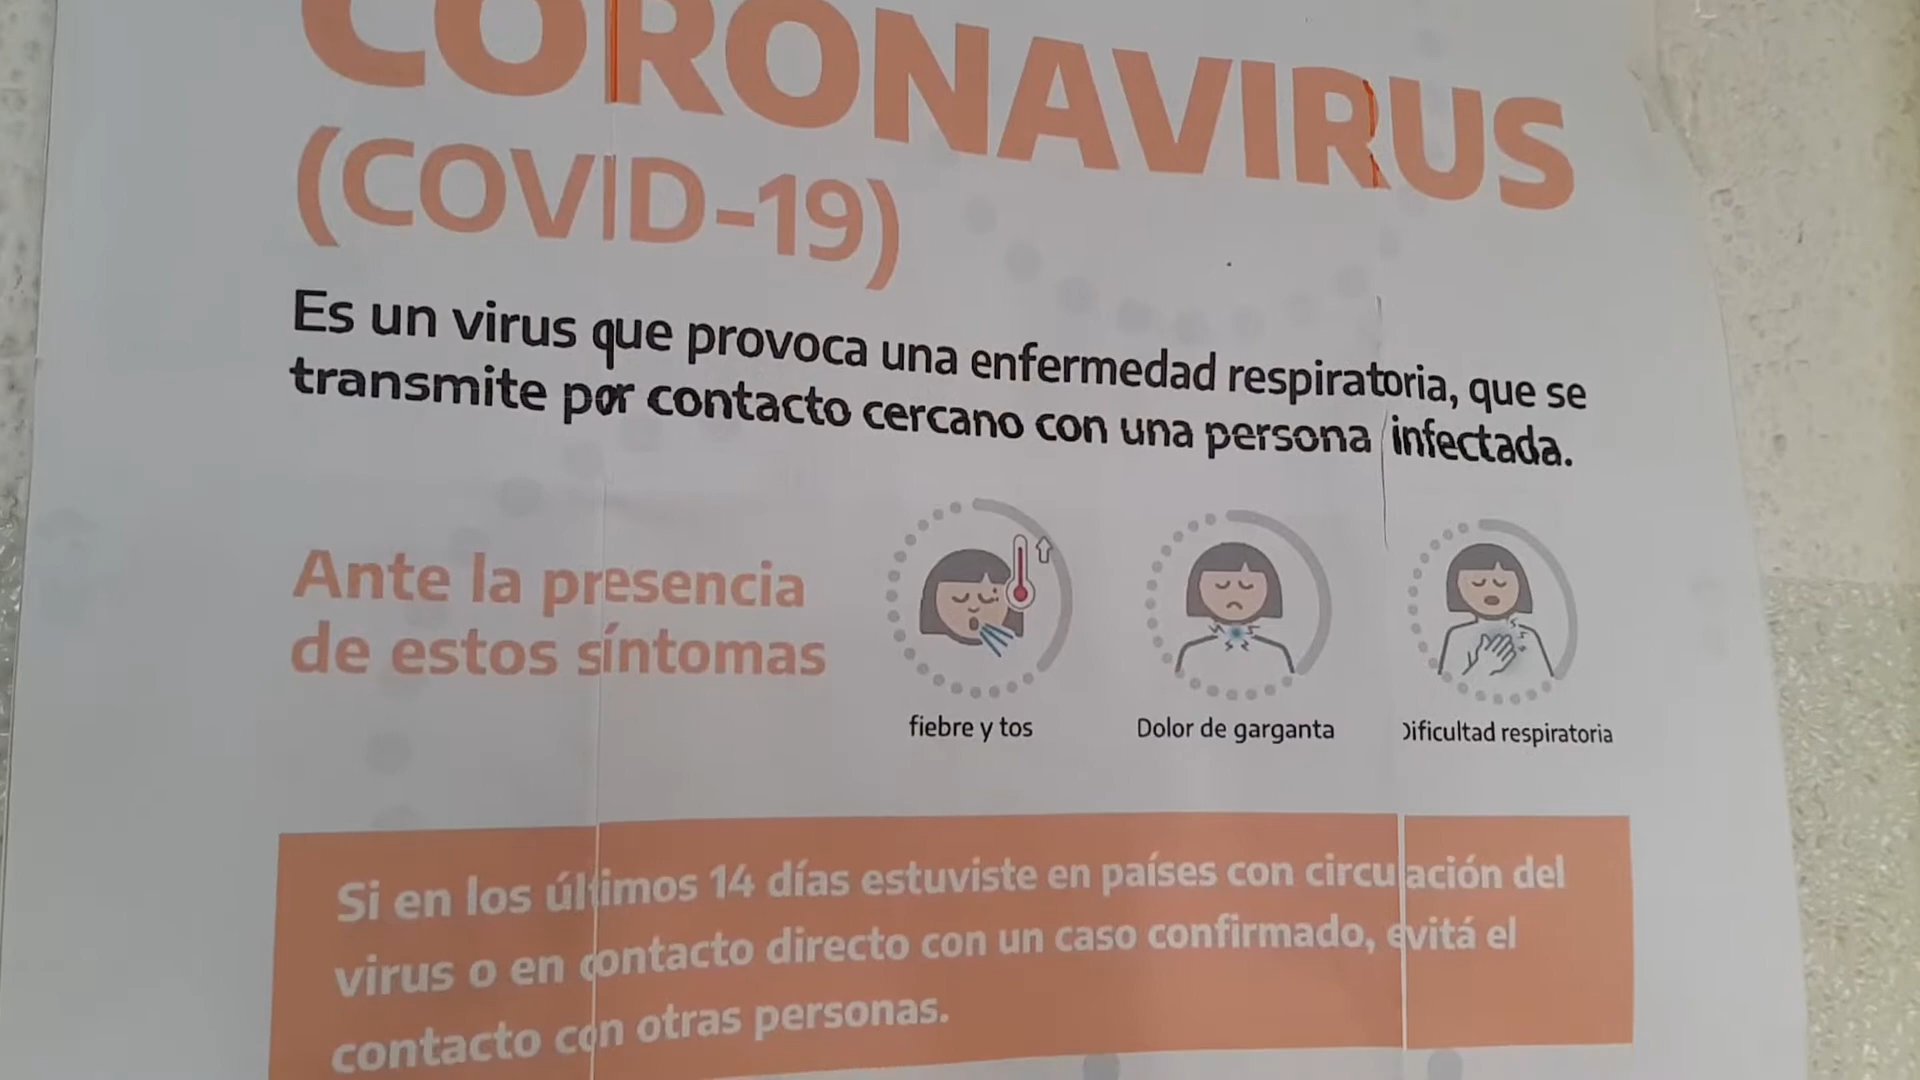 CORONAVIRUS
(COVID-19)
Es un virus que provoca una enfermedad respiratoria, que se
transmite por contacto cercano con una persona infectada.
Ante la presencia
de estos síntomas
fiebre y tos
Dolor de garganta
Dificultad respiratoria
Si en los últimos 14 días estuviste en países con circulación del
virus o en contacto directo con un caso confirmado, evitá el
contacto con otras personas.